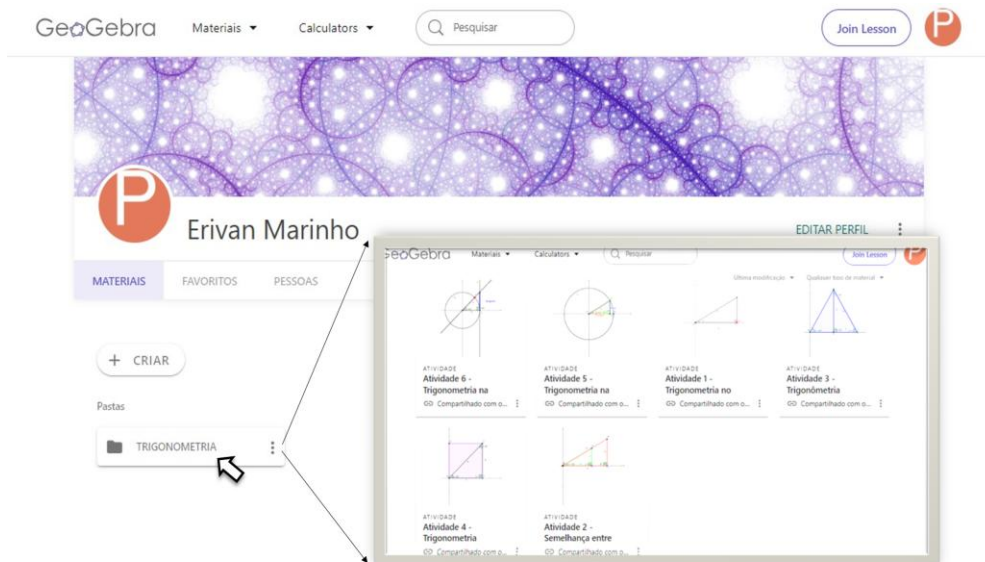 GeoGebra Materiais Calculators Pesquisar Join Lesson P
P
Erivan Marinho
EDITAR PERFIL
MATERIAIS FAVORITOS PESSOAS
+ CRIAR
Pastas
TRIGONOMETRIA
GeoGebra Materiais Calculators Pesquisar Join Lesson
Última modificação Qualquer tipo de material
ATIVIDADE ATIVIDADE ATIVIDADE ATIVIDADE
Atividade 6 - Atividade 5 - Atividade 1 - Atividade 3 -
Trigonometria na Trigonometria na Trigonometria no Trigonômetria
Compartilhado com o... Compartilhado com o... Compartilhado com o... Compartilhado com o...
ATIVIDADE ATIVIDADE
Atividade 4 - Atividade 2 -
Trigonometria Semelhança entre
Compartilhado com o... Compartilhado com o...